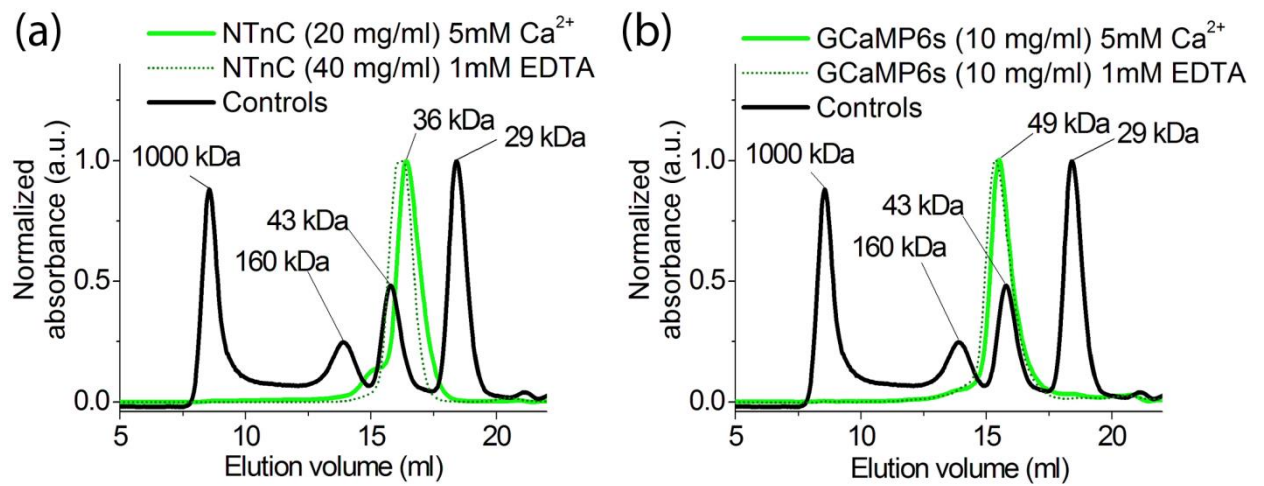 (a)
NTnC (20 mg/ml) 5mM Ca²⁺
NTnC (40 mg/ml) 1mM EDTA
Controls
36 kDa
29 kDa
1000 kDa
43 kDa
160 kDa
1.0
0.5
0.0
Normalized
absorbance (a.u.)
5
10
15
20
Elution volume (ml)
(b)
GCaMP6s (10 mg/ml) 5mM Ca²⁺
GCaMP6s (10 mg/ml) 1mM EDTA
Controls
49 kDa
29 kDa
1000 kDa
43 kDa
160 kDa
1.0
0.5
0.0
Normalized
absorbance (a.u.)
5
10
15
20
Elution volume (ml)